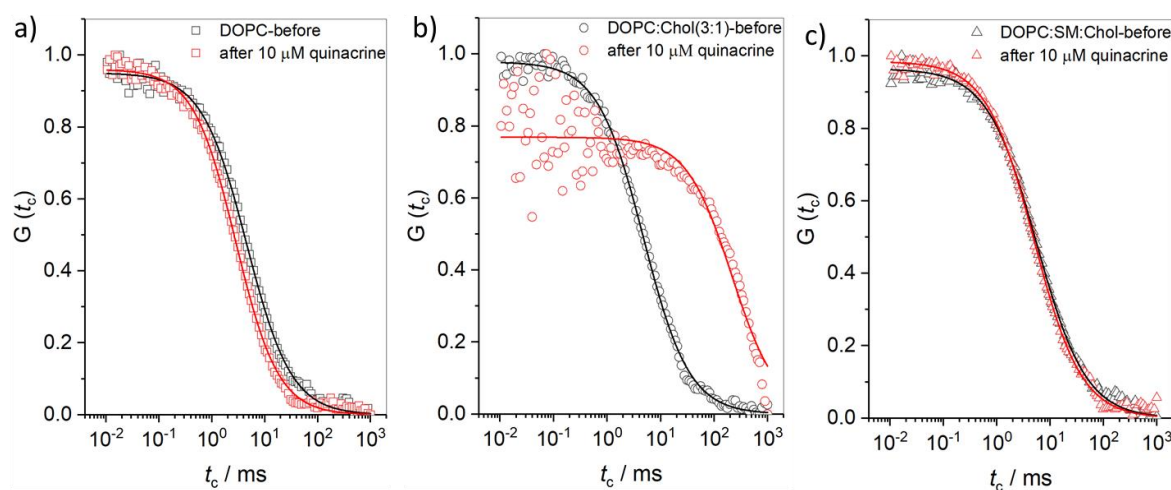 a)
DOPC-before
after 10 μM quinacrine
1.0
0.8
0.6
0.4
0.2
0.0
G (tc)
10-2 10-1 100 101 102 103
tc / ms
b)
DOPC:Chol(3:1)-before
after 10 μM quinacrine
1.0
0.8
0.6
0.4
0.2
0.0
G (tc)
10-2 10-1 100 101 102 103
tc / ms
c)
DOPC:SM:Chol-before
after 10 μM quinacrine
1.0
0.8
0.6
0.4
0.2
0.0
G (tc)
10-2 10-1 100 101 102 103
tc / ms